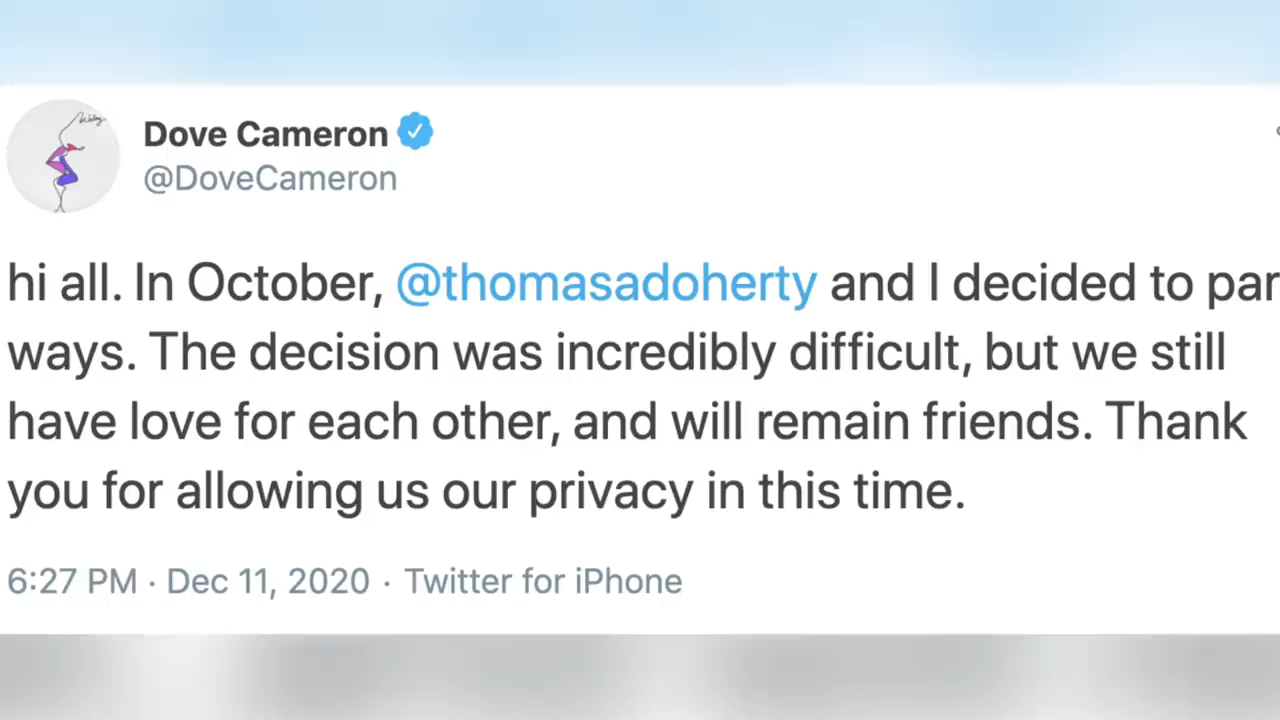 Dove Cameron
@DoveCameron
hi all. In October, @thomasadoherty and I decided to par
ways. The decision was incredibly difficult, but we still
have love for each other, and will remain friends. Thank
you for allowing us our privacy in this time.
6:27 PM · Dec 11, 2020 · Twitter for iPhone